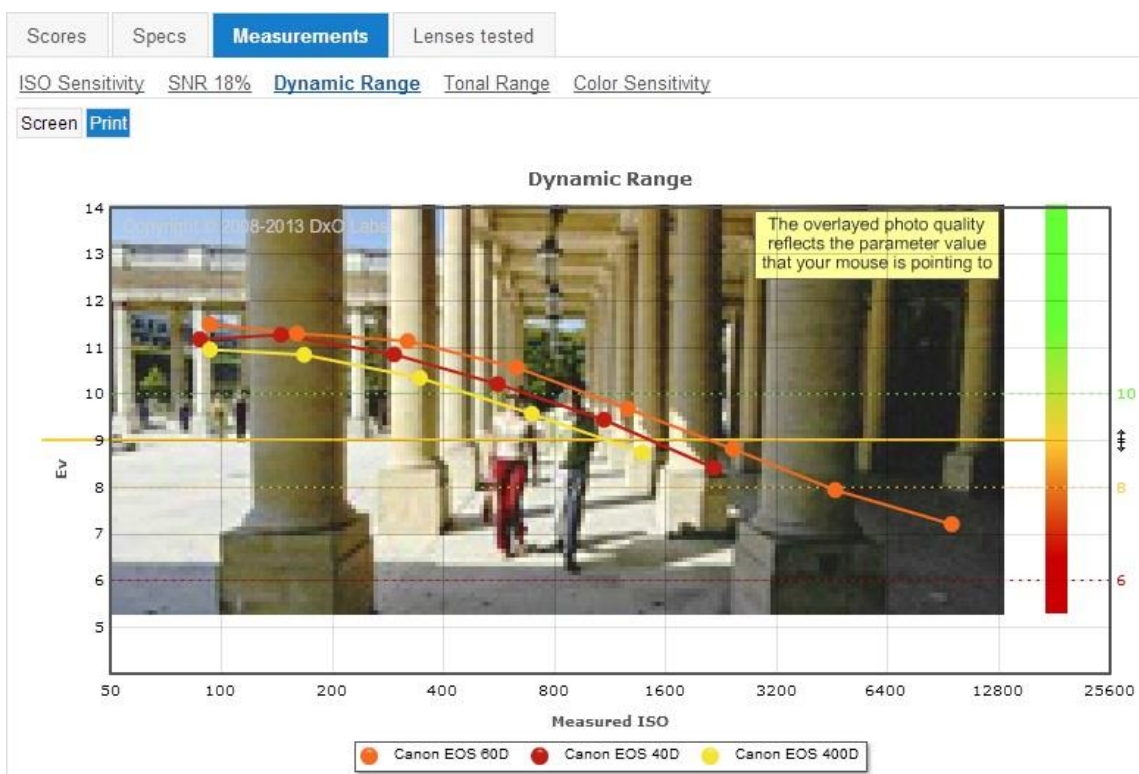 Scores Specs Measurements Lenses tested
ISO Sensitivity SNR 18% Dynamic Range Tonal Range Color Sensitivity
Screen Print
Dynamic Range
Copyright © 2008-2013 DxO Labs
The overlayed photo quality
reflects the parameter value
that your mouse is pointing to
14
13
12
11
10
9
8
7
6
5
Ev
10
8
6
50 100 200 400 800 1600 3200 6400 12800 25600
Measured ISO
Canon EOS 60D Canon EOS 40D Canon EOS 400D